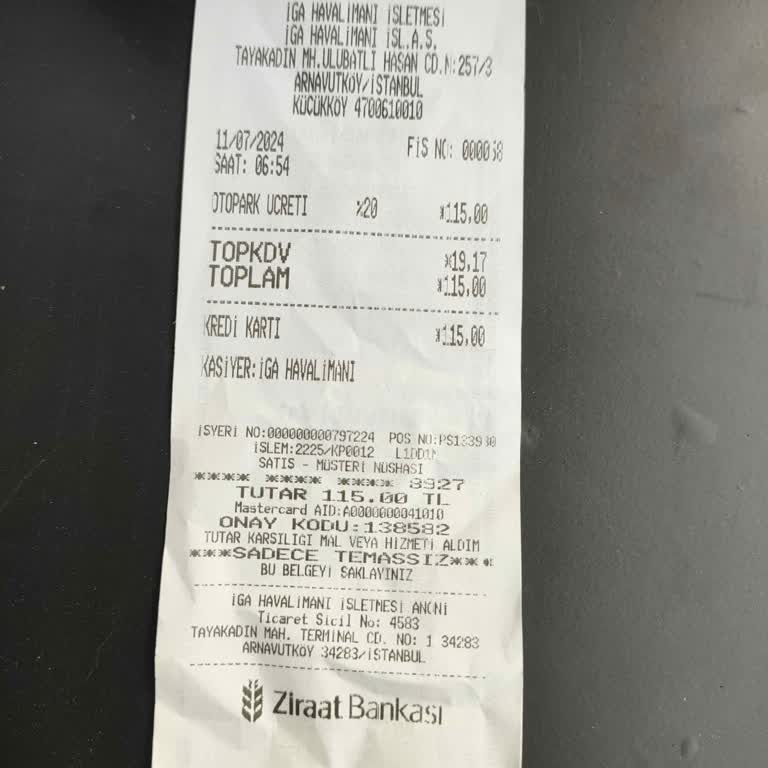 İGA HAVALİMANI İSLETMESİ
İGA HAVALİMANI İSL.A.S.
TAYAKADIN MH.ULUBATLI HASAN CD.N:257/3
ARNAVUTKÖY/İSTANBUL
KÜÇÜKKÖY 4700610010
11/07/2024
FİS NO:
SAAT: 06:54
OTOPARK UCRETİ %20 *115,00
TOPKDV *19,17
TOPLAM *115,00
KREDİ KARTI *115,00
KASİYER:İGA HAVALİMANI
İSYERİ NO:000000000797224 POS NO:
İSLEM:2225/KP0012
SATIS - MÜSTERİ NÜSHASI
**** **** **** 8927
TUTAR 115.00 TL
Mastercard AID:A0000000041010
ONAY KODU:138582
TUTAR KARSILIGI MAL VEYA HİZMETİ ALDIM
***SADECE TEMASSIZ***
BU BELGEYİ SAKLAYINIZ
İGA HAVALİMANI İSLETMESİ ANONİ
Ticaret Sicil No: 4583
TAYAKADIN MAH. TERMINAL CD. NO: 1 34283
ARNAVUTKÖY 34283/İSTANBUL
Ziraat Bankası